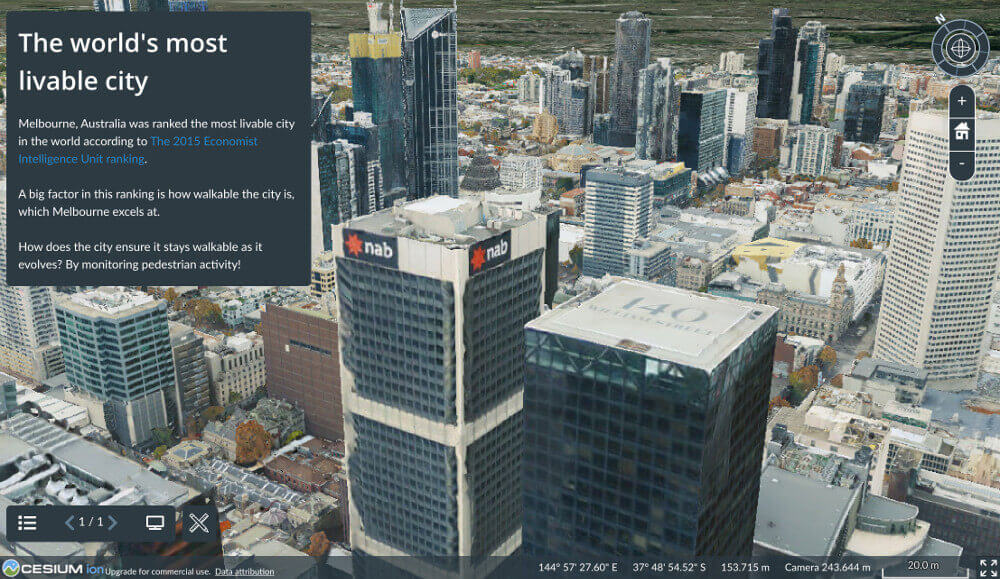 The world's most
livable city
Melbourne, Australia was ranked the most livable city
in the world according to The 2015 Economist
Intelligence Unit ranking.
A big factor in this ranking is how walkable the city is,
which Melbourne excels at.
How does the city ensure it stays walkable as it
evolves? By monitoring pedestrian activity!
N
+
-
nab
nab
140
WILLIAM STREET
1 / 1
CESIUM ion Upgrade for commercial use. Data attribution
144° 57' 27.60" E 37° 48' 54.52" S 153.715 m Camera 243.644 m 20.0 m